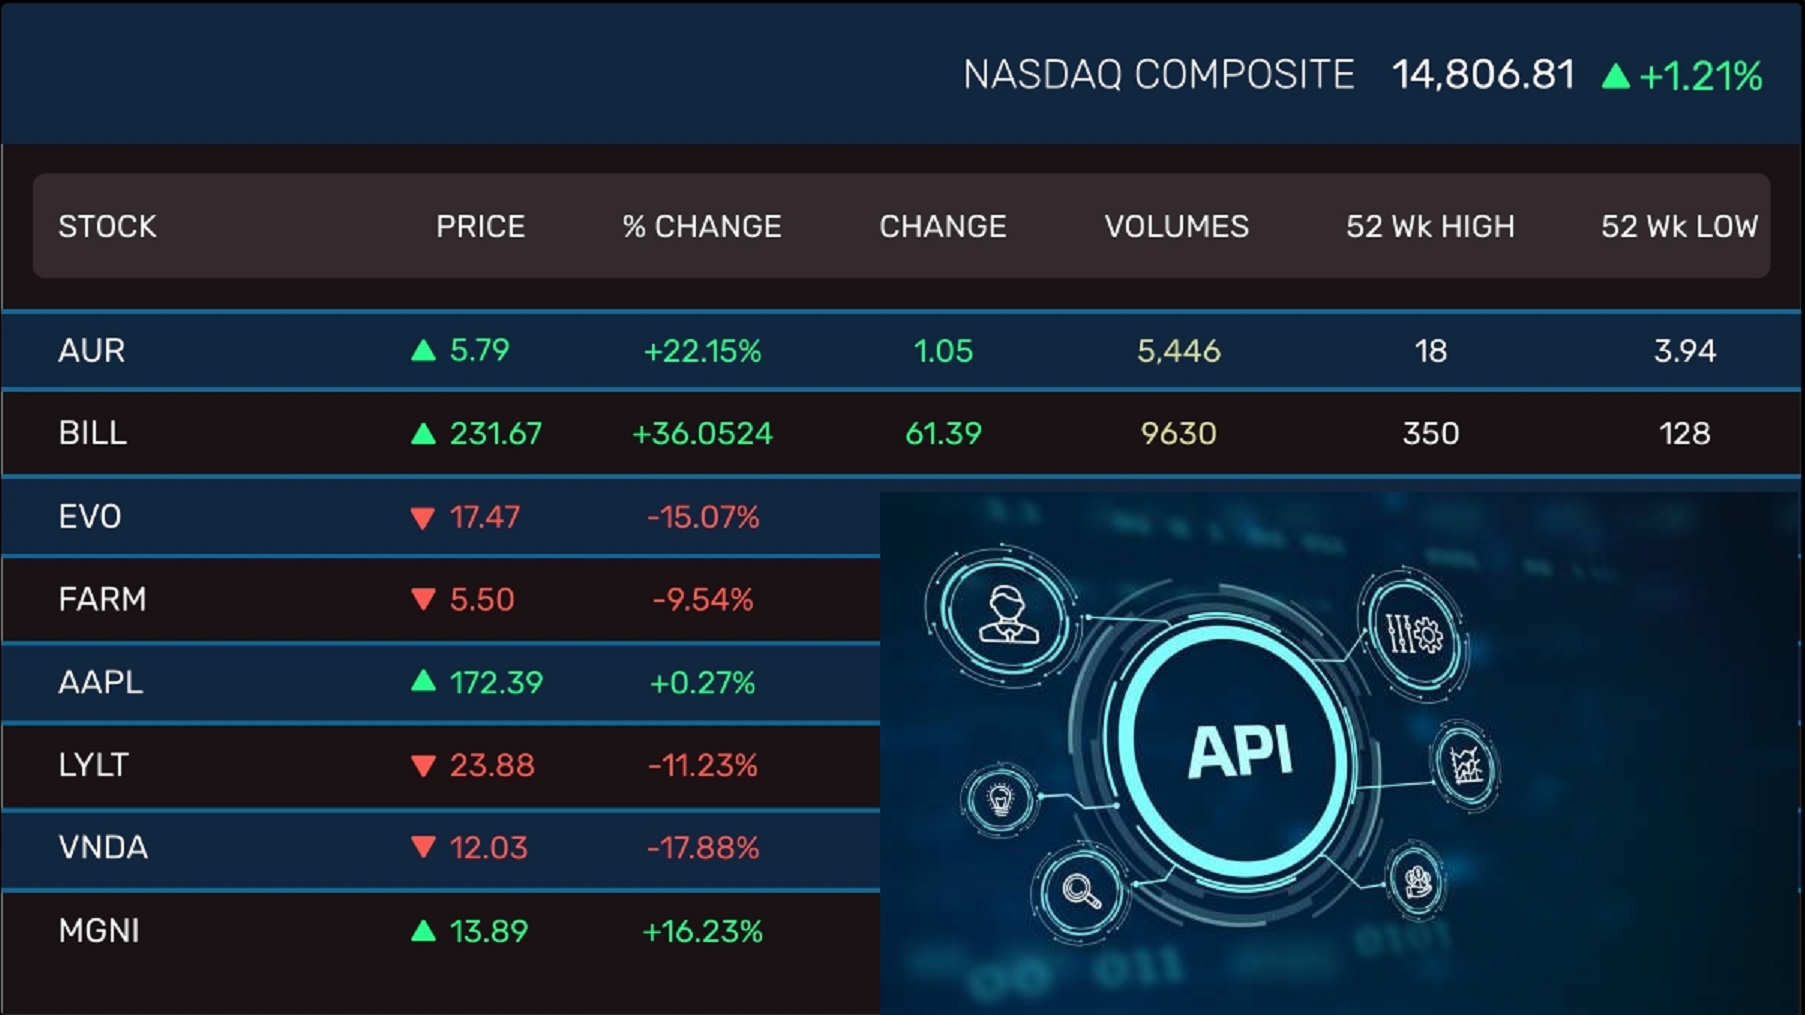 NASDAQ COMPOSITE 14,806.81 ▲ +1.21%
STOCK PRICE % CHANGE CHANGE VOLUMES 52 Wk HIGH 52 Wk LOW
AUR ▲ 5.79 +22.15% 1.05 5,446 18 3.94
BILL ▲ 231.67 +36.0524 61.39 9630 350 128
EVO ▼ 17.47 -15.07%
FARM ▼ 5.50 -9.54%
AAPL ▲ 172.39 +0.27%
LYLT ▼ 23.88 -11.23%
VNDA ▼ 12.03 -17.88%
MGNI ▲ 13.89 +16.23%
API